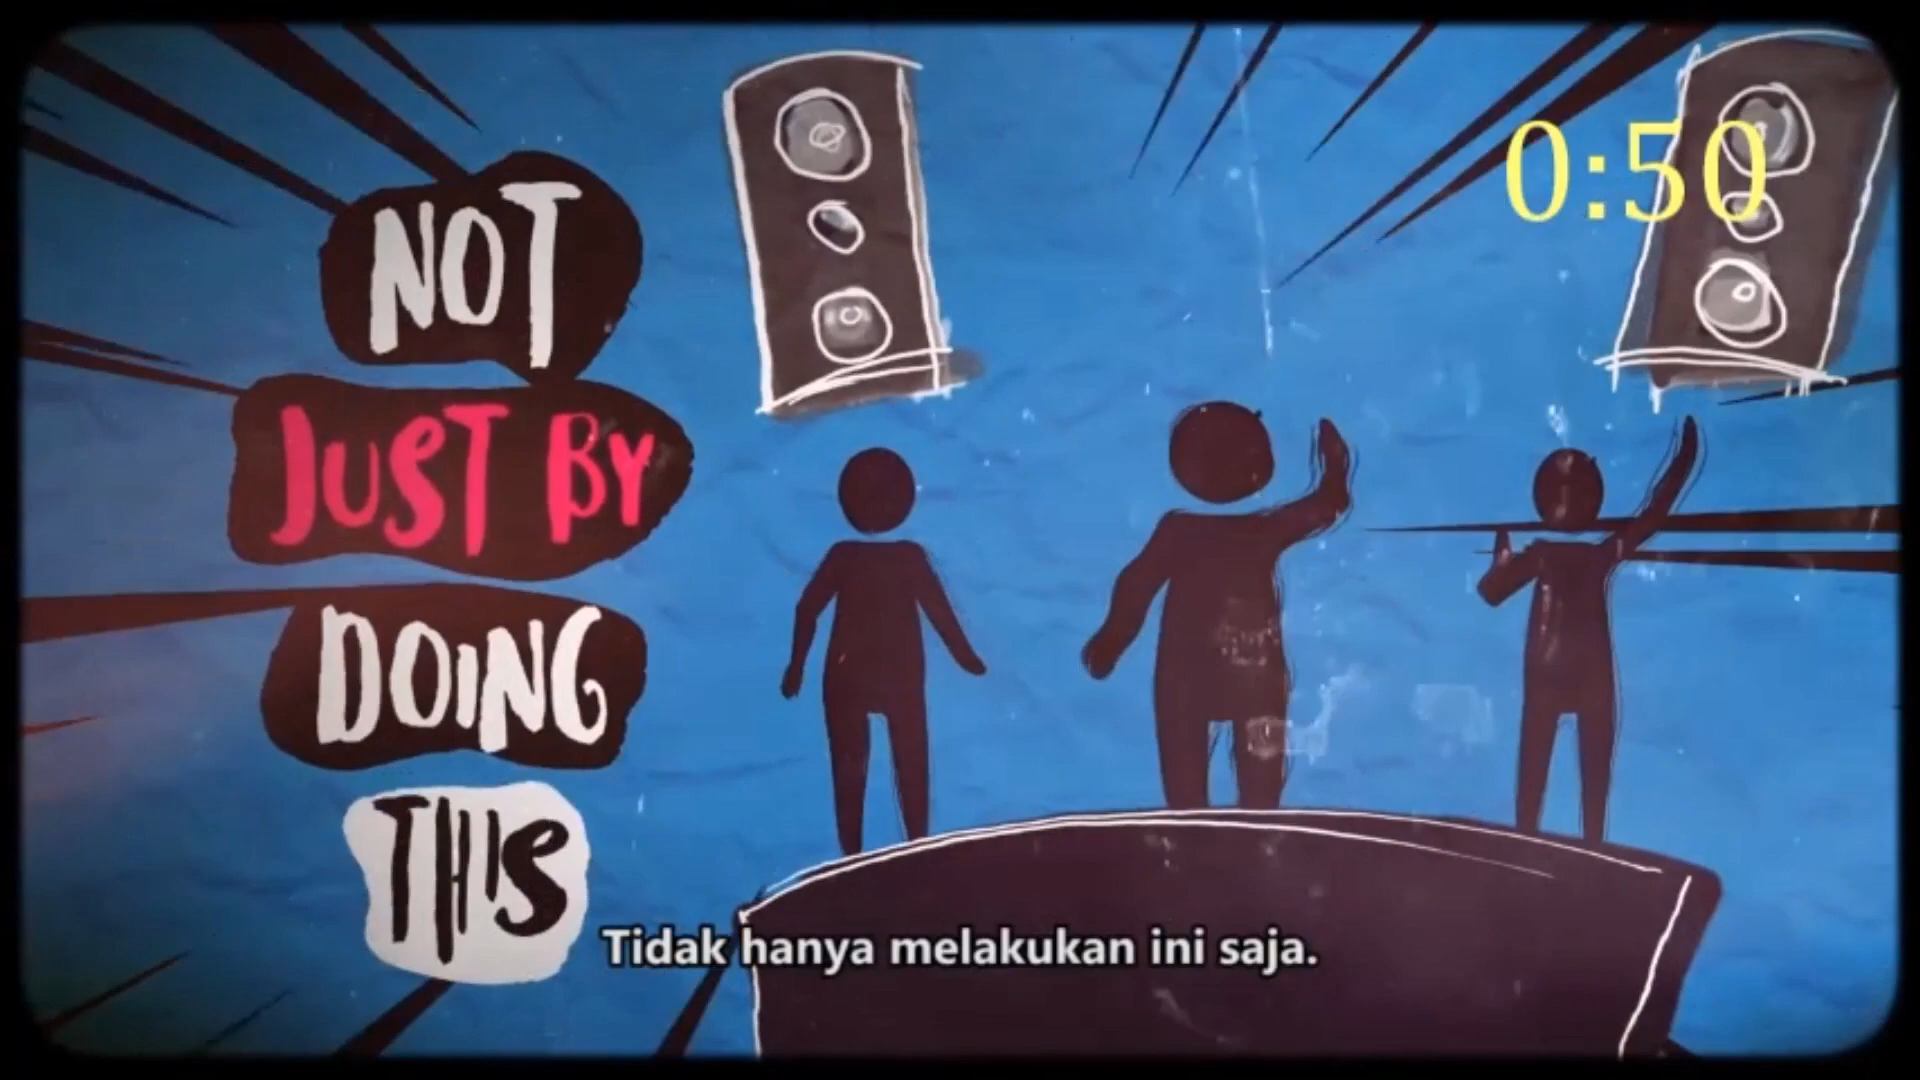 0:50
NOT
JUST BY
DOING
THIS
Tidak hanya melakukan ini saja.